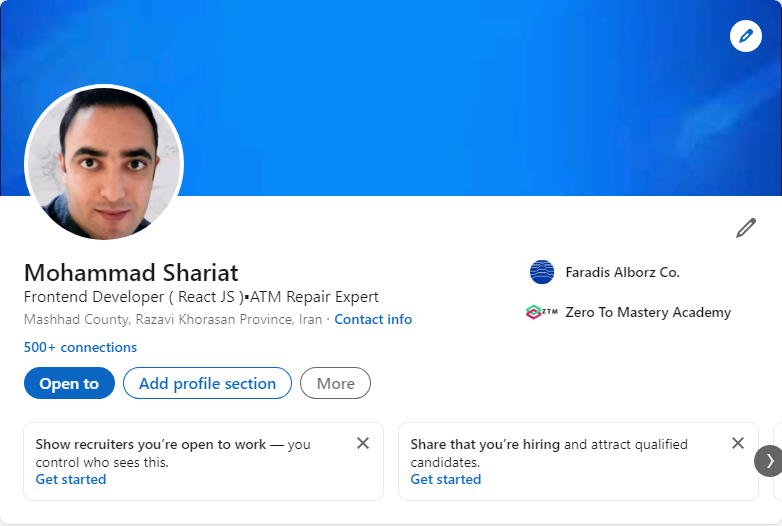 Mohammad Shariat
Frontend Developer ( React JS )▪ATM Repair Expert
Mashhad County, Razavi Khorasan Province, Iran · Contact info
500+ connections
Open to
Add profile section
More
Faradis Alborz Co.
ZTM
Zero To Mastery Academy
Show recruiters you’re open to work — you
control who sees this.
Get started
Share that you’re hiring and attract qualified
candidates.
Get started